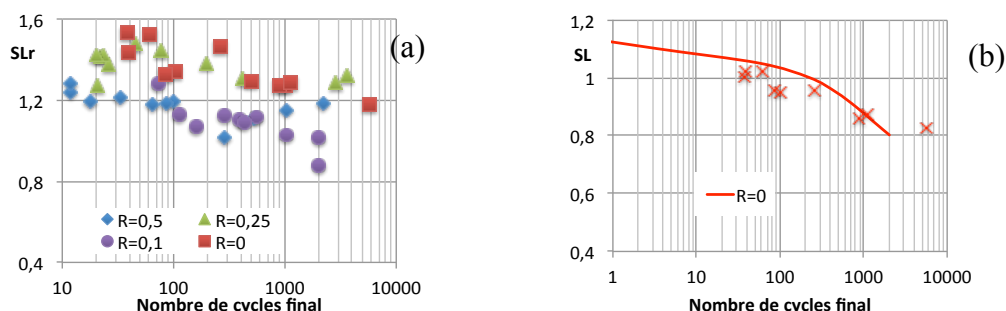 1,6
SLr
1,2
0,8
0,4
(a)
R=0,5
R=0,25
R=0,1
R=0
10
100
1000
10000
Nombre de cycles final
1,2
SL
1
0,8
0,6
0,4
(b)
R=0
1
10
100
1000
10000
Nombre de cycles final